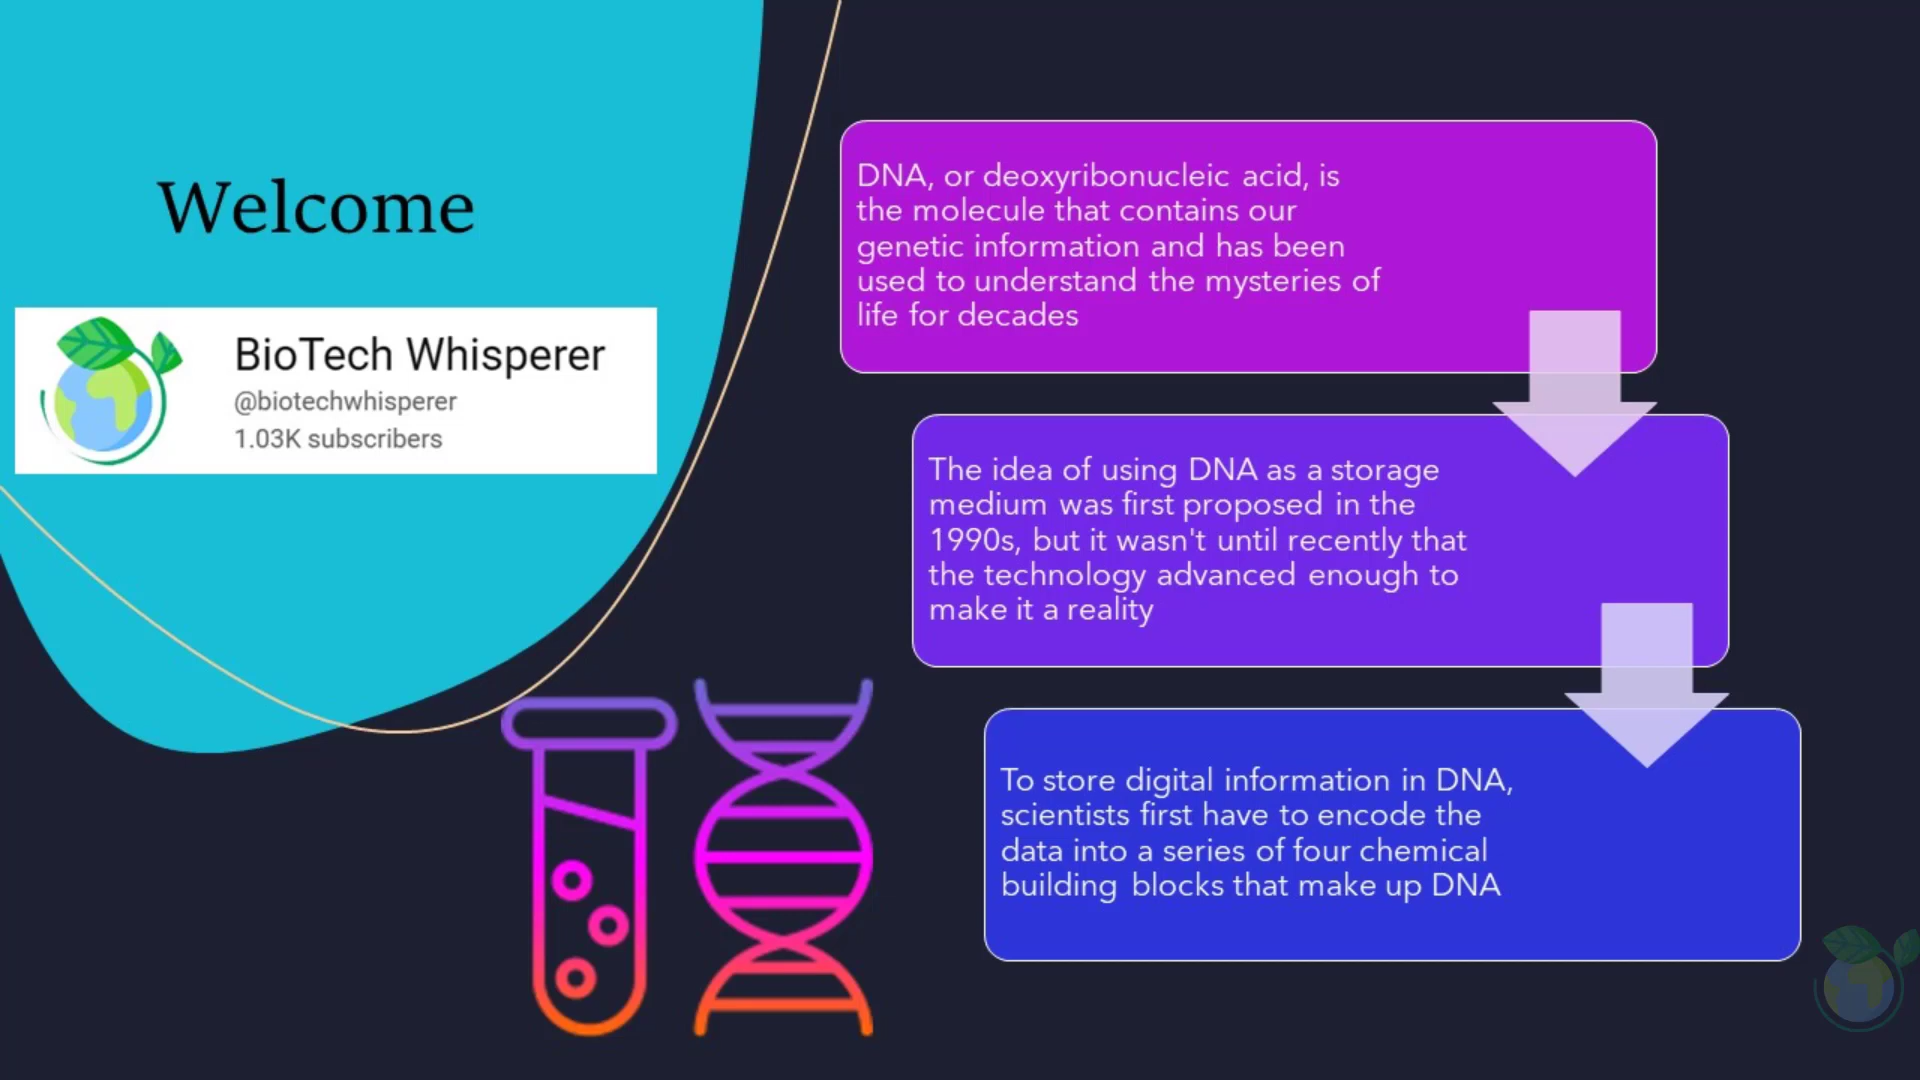 Welcome
BioTech Whisperer
@biotechwhisperer
1.03K subscribers
DNA, or deoxyribonucleic acid, is
the molecule that contains our
genetic information and has been
used to understand the mysteries of
life for decades
The idea of using DNA as a storage
medium was first proposed in the
1990s, but it wasn't until recently that
the technology advanced enough to
make it a reality
To store digital information in DNA,
scientists first have to encode the
data into a series of four chemical
building blocks that make up DNA